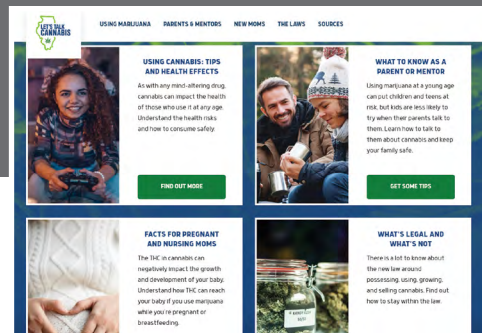 LET'S TALK
CANNABIS
USING MARIJUANA PARENTS & MENTORS NEW MOMS THE LAWS SOURCES
USING CANNABIS: TIPS
AND HEALTH EFFECTS
As with any mind-altering drug,
cannabis can impact the health
of those who use it at any age.
Understand the health risks
and how to consume safely.
FIND OUT MORE
WHAT TO KNOW AS A
PARENT OR MENTOR
Using marijuana at a young age
can put children and teens at
risk, but kids are less likely to
try when their parents talk to
them. Learn how to talk to
them about cannabis and keep
your family safe.
GET SOME TIPS
FACTS FOR PREGNANT
AND NURSING MOMS
The THC in cannabis can
negatively impact the growth
and development of your baby.
Understand how THC can reach
your baby if you use marijuana
while you're pregnant or
breastfeeding.
WHAT'S LEGAL AND
WHAT'S NOT
There is a lot to know about
the new law around
possessing, using, growing,
and selling cannabis. Find out
how to stay within the law.